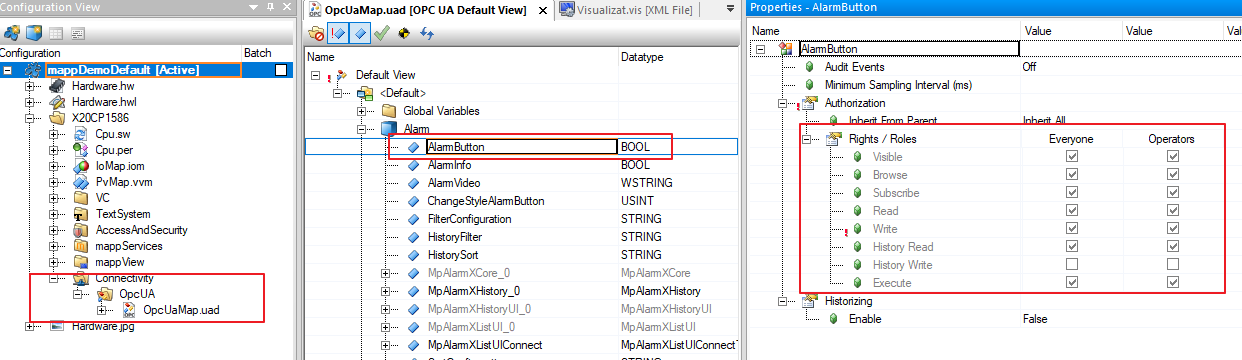 Configuration View
Configuration
Batch
mappDemoDefault [Active]
Hardware.hw
Hardware.hwl
X20CP1586
Cpu.sw
Cpu.per
IoMap.iom
PvMap.vvm
VC
TextSystem
AccessAndSecurity
mappServices
mappView
Connectivity
OpcUA
OpcUaMap.uad
Hardware.jpg
OpcUaMap.uad [OPC UA Default View]
Visualizat.vis [XML File]
Name Datatype
Default View
<Default>
Global Variables
Alarm
AlarmButton BOOL
AlarmInfo BOOL
AlarmVideo WSTRING
ChangeStyleAlarmButton USINT
FilterConfiguration STRING
HistoryFilter STRING
HistorySort STRING
MpAlarmXCore_0 MpAlarmXCore
MpAlarmXHistory_0 MpAlarmXHistory
MpAlarmXHistoryUI_0 MpAlarmXHistoryUI
MpAlarmXListUI_0 MpAlarmXListUI
MpAlarmXListUIConnect MpAlarmXListUIConnect
Properties - AlarmButton
Name Value Value
AlarmButton
Audit Events Off
Minimum Sampling Interval (ms)
Authorization
Inherit From Parent Inherit All
Rights / Roles Everyone Operators
Visible
Browse
Subscribe
Read
Write
History Read
History Write
Execute
Historizing
Enable False